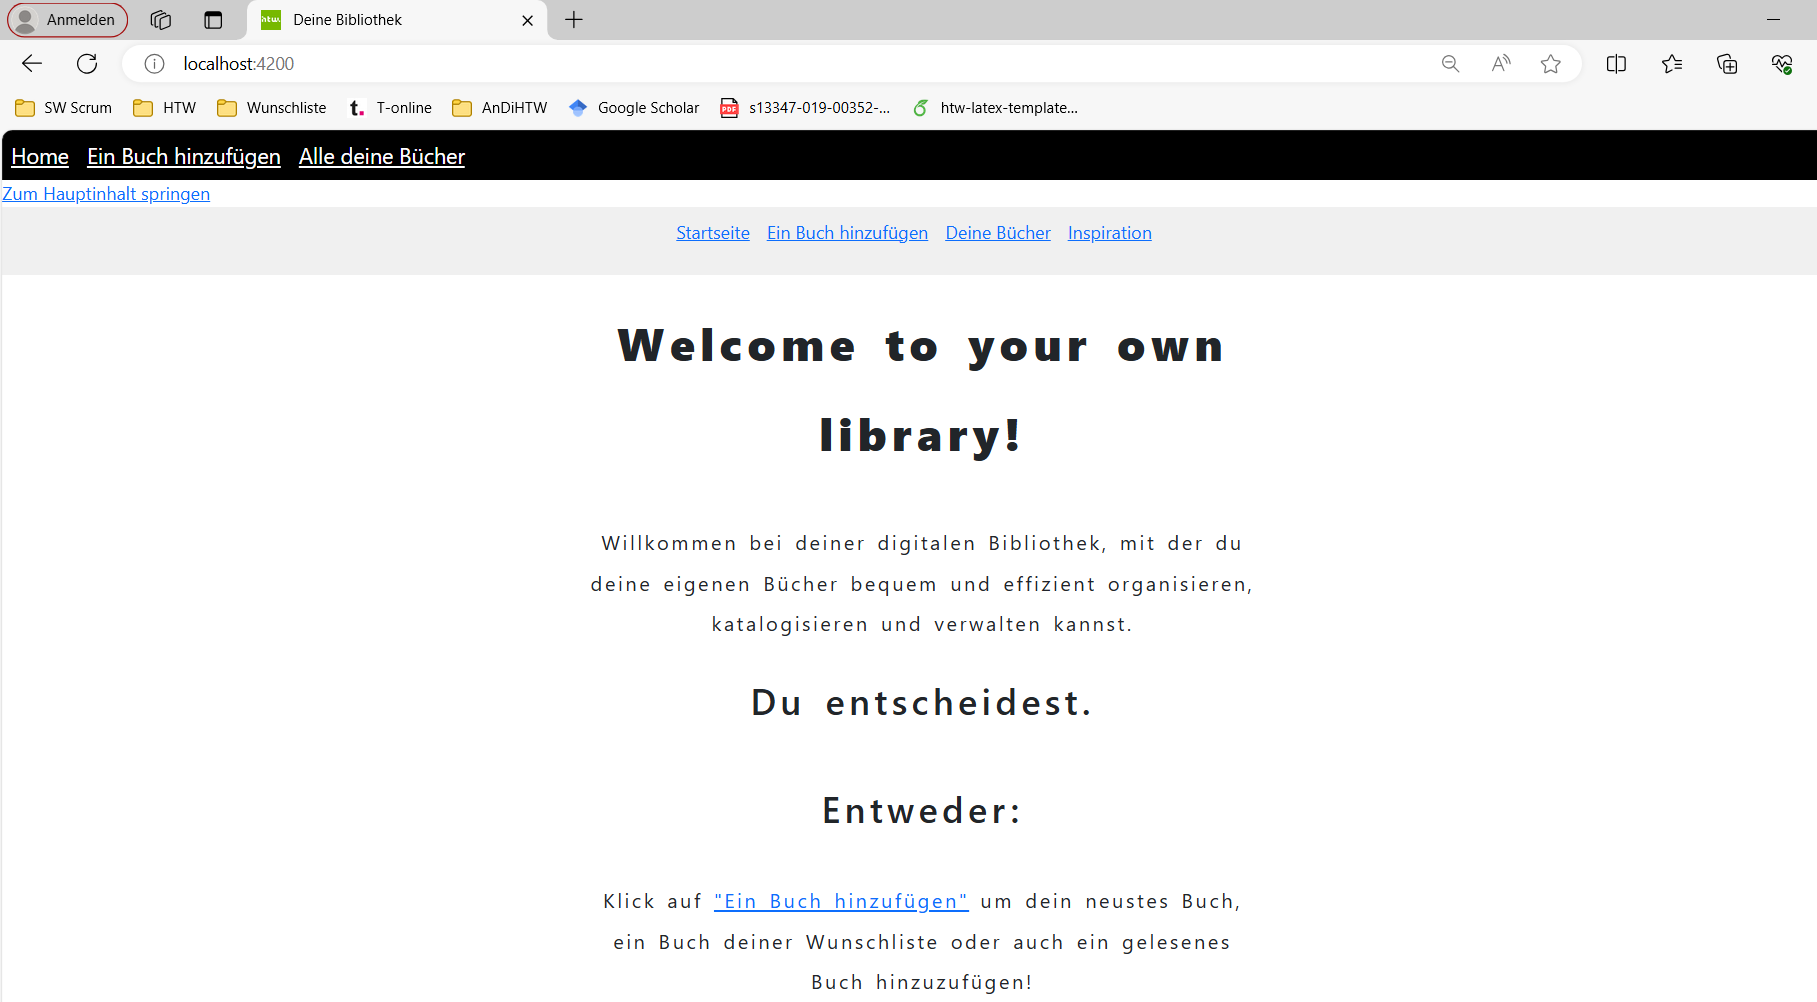 Anmelden
htw.
Deine Bibliothek
localhost:4200
SW Scrum HTW Wunschliste t. T-online AnDiHTW Google Scholar PDF s13347-019-00352-... htw-latex-template...
Home Ein Buch hinzufügen Alle deine Bücher
Zum Hauptinhalt springen
Startseite Ein Buch hinzufügen Deine Bücher Inspiration
Welcome to your own
library!
Willkommen bei deiner digitalen Bibliothek, mit der du
deine eigenen Bücher bequem und effizient organisieren,
katalogisieren und verwalten kannst.
Du entscheidest.
Entweder:
Klick auf "Ein Buch hinzufügen" um dein neustes Buch,
ein Buch deiner Wunschliste oder auch ein gelesenes
Buch hinzuzufügen!